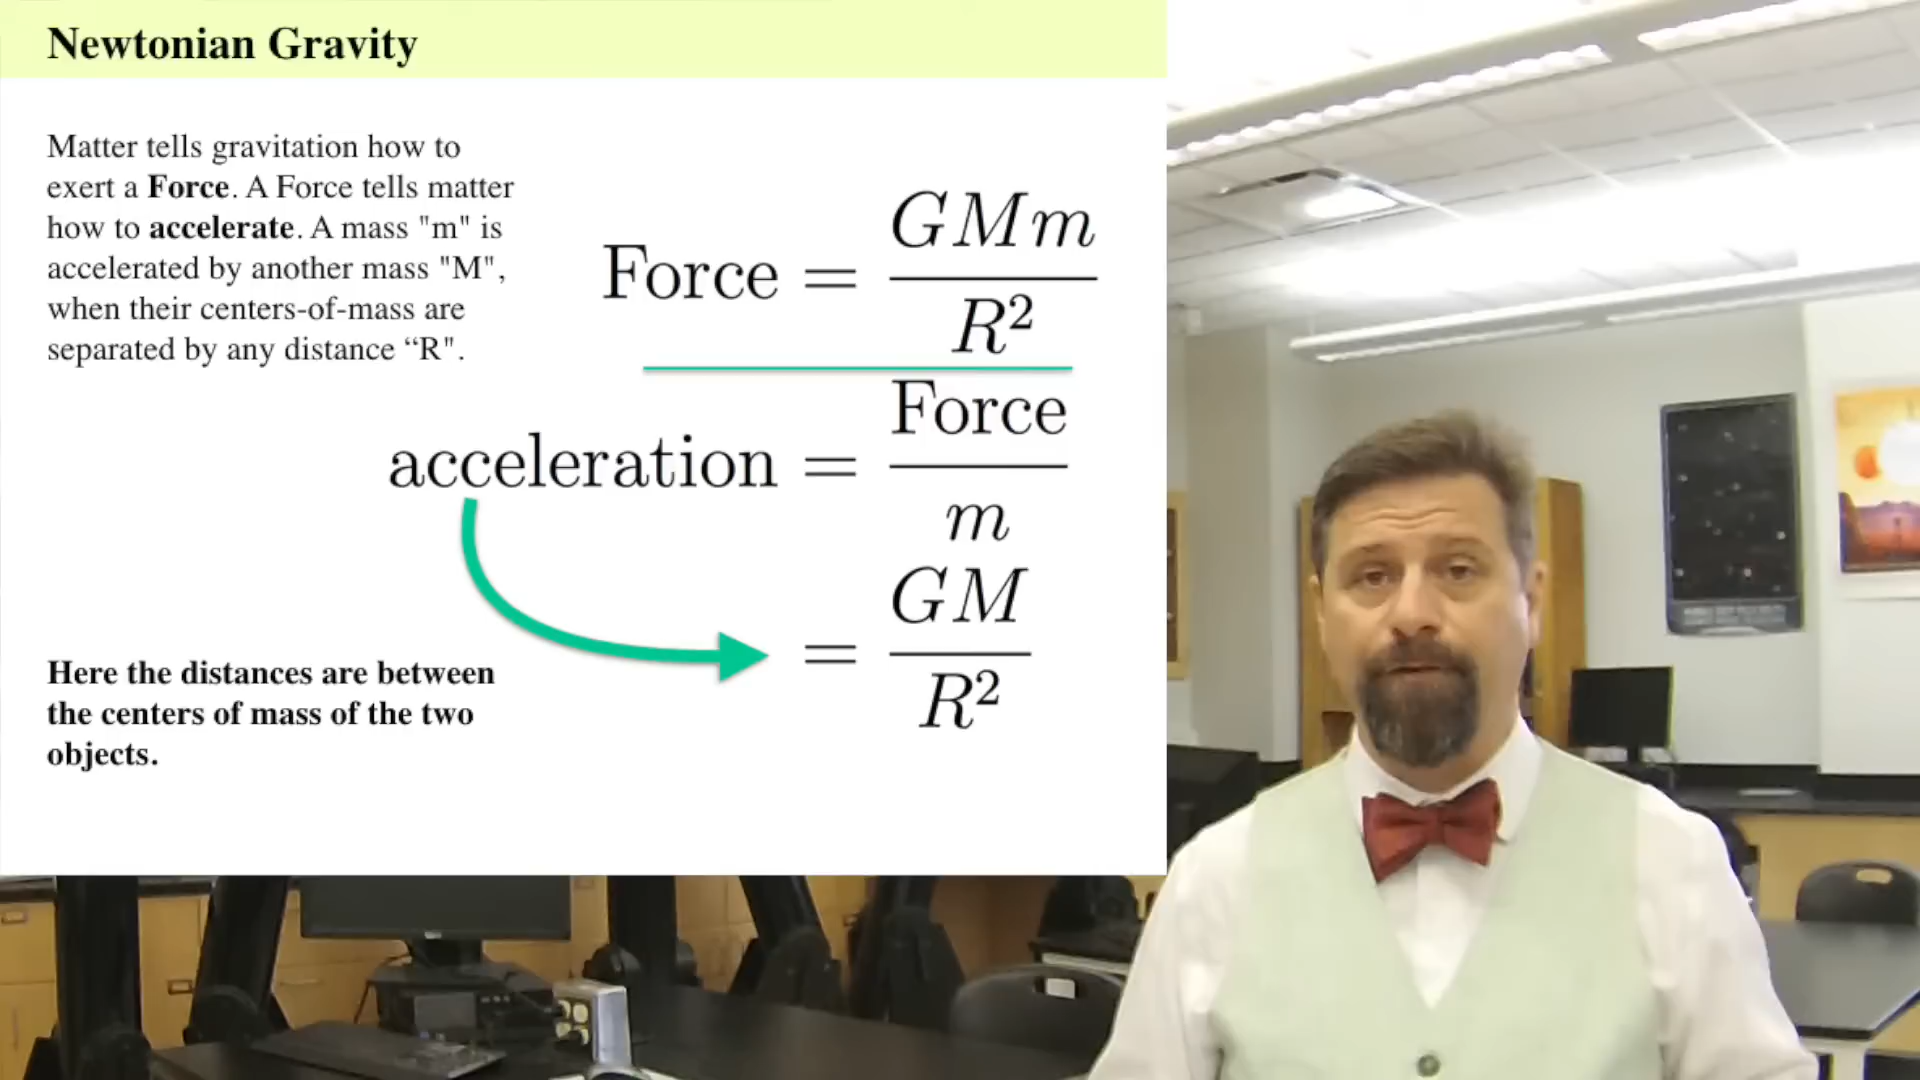 Newtonian Gravity
Matter tells gravitation how to
exert a Force. A Force tells matter
how to accelerate. A mass "m" is
accelerated by another mass "M",
when their centers-of-mass are
separated by any distance “R".
Force = GMm / R²
acceleration = Force / m
= GM / R²
Here the distances are between
the centers of mass of the two
objects.